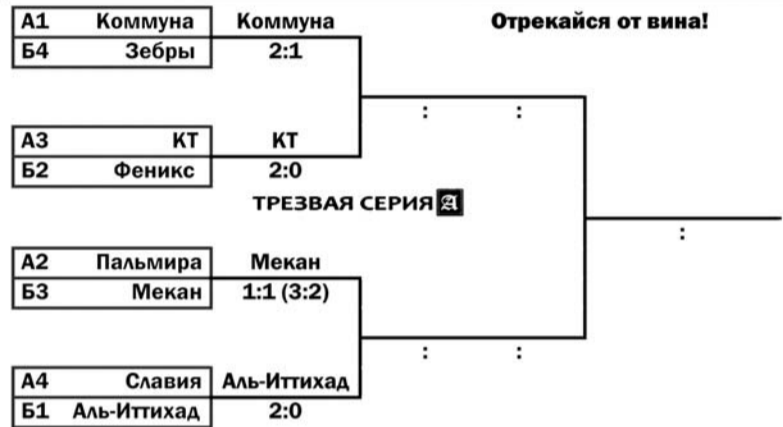 А1 Коммуна Коммуна Отрекайся от вина!
Б4 Зебры 2:1
: :
А3 КТ КТ
Б2 Феникс 2:0
ТРЕЗВАЯ СЕРИЯ А
:
А2 Пальмира Мекан
Б3 Мекан 1:1 (3:2)
: :
А4 Славия Аль-Иттихад
Б1 Аль-Иттихад 2:0